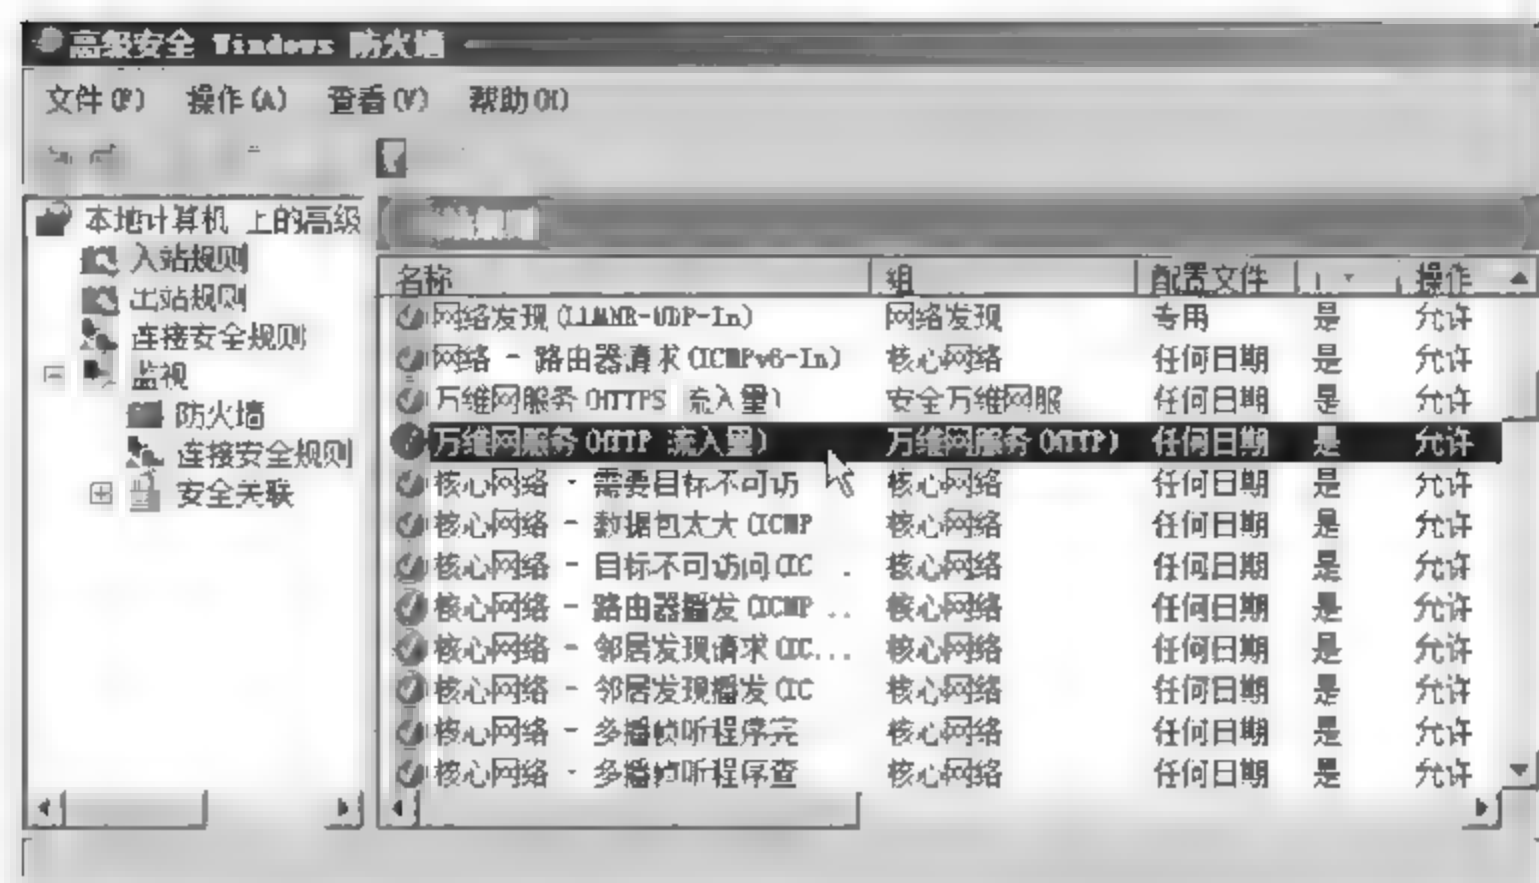 高级安全 Windows 防火墙
文件(F) 操作(A) 查看(V) 帮助(H)
本地计算机 上的高级
入站规则
出站规则
连接安全规则
监视
防火墙
连接安全规则
安全关联
名称 组 配置文件 操作
网络发现(LLMNR-UDP-In) 网络发现 专用 是 允许
网络 - 路由器请求(ICMPv6-In) 核心网络 任何日期 是 允许
万维网服务(HTTPS 流入量) 安全万维网服 任何日期 是 允许
万维网服务(HTTP 流入量) 万维网服务(HTTP) 任何日期 是 允许
核心网络 - 需要目标不可访 核心网络 任何日期 是 允许
核心网络 - 数据包太大(ICMP 核心网络 任何日期 是 允许
核心网络 - 目标不可访问(IC . 核心网络 任何日期 是 允许
核心网络 - 路由器播发(ICMP .. 核心网络 任何日期 是 允许
核心网络 - 邻居发现请求(IC... 核心网络 任何日期 是 允许
核心网络 - 邻居发现播发(IC 核心网络 任何日期 是 允许
核心网络 - 多播侦听程序完 核心网络 任何日期 是 允许
核心网络 - 多播侦听程序查 核心网络 任何日期 是 允许